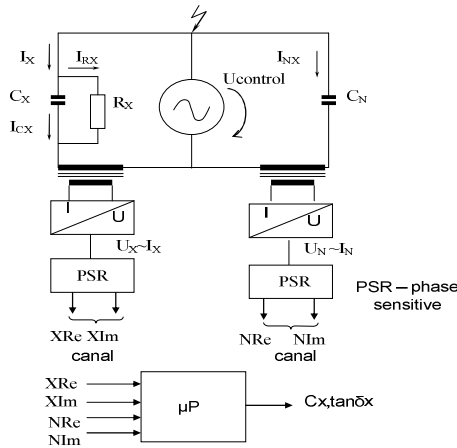 I_X
I_RX
I_NX
Ucontrol
C_X
R_X
C_N
I_CX
I
U
I
U
U_X~I_X
U_N~I_N
PSR
PSR
PSR – phase
sensitive
XRe XIm
canal
NRe NIm
canal
XRe
XIm
NRe
NIm
µP
Cx,tanδx